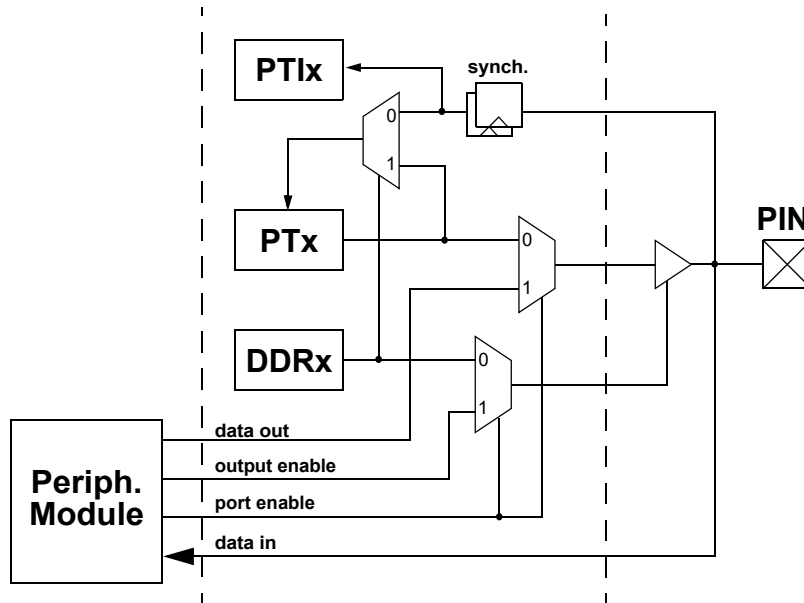 PTIx
synch.
0
1
PTx
PIN
0
1
DDRx
0
1
Periph.
Module
data out
output enable
port enable
data in